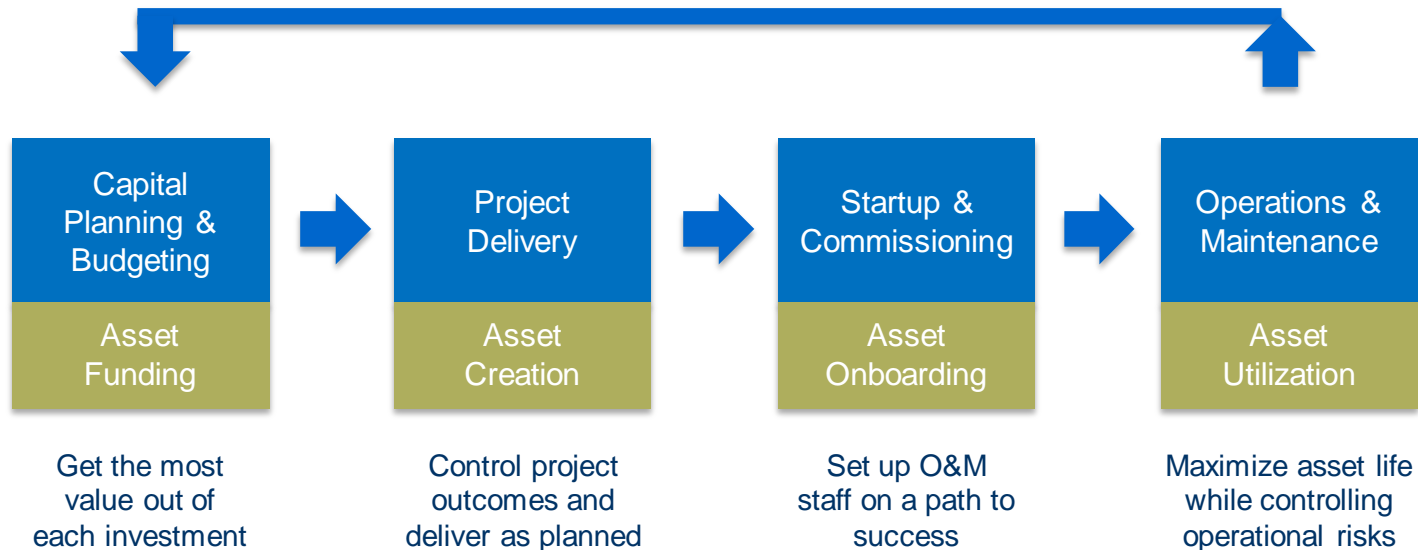 Capital
Planning &
Budgeting
Asset
Funding
Get the most
value out of
each investment
Project
Delivery
Asset
Creation
Control project
outcomes and
deliver as planned
Startup &
Commissioning
Asset
Onboarding
Set up O&M
staff on a path to
success
Operations &
Maintenance
Asset
Utilization
Maximize asset life
while controlling
operational risks